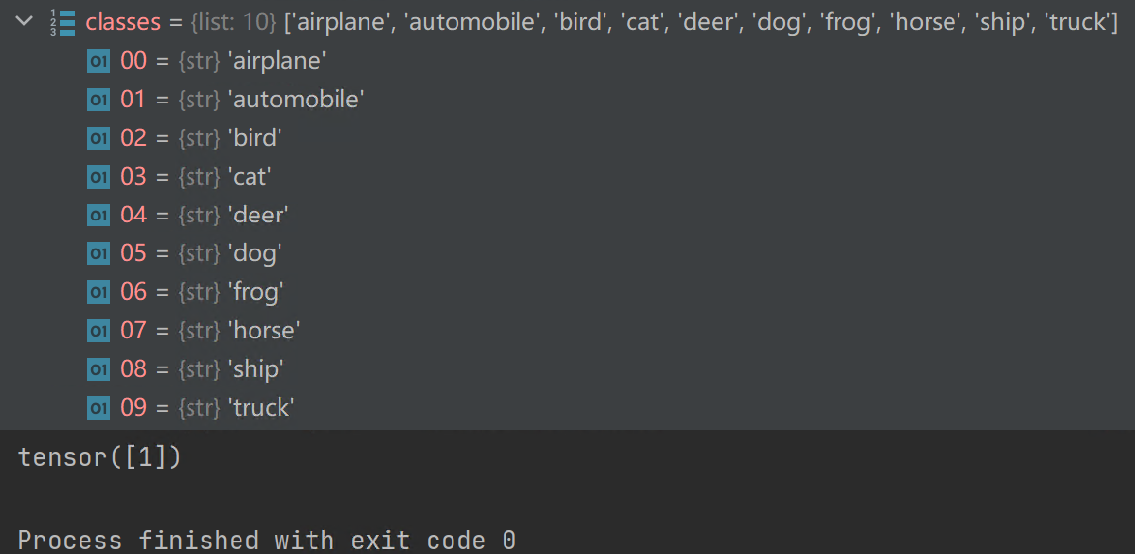 classes = {list: 10} ['airplane', 'automobile', 'bird', 'cat', 'deer', 'dog', 'frog', 'horse', 'ship', 'truck']
01 00 = {str} 'airplane'
01 01 = {str} 'automobile'
01 02 = {str} 'bird'
01 03 = {str} 'cat'
01 04 = {str} 'deer'
01 05 = {str} 'dog'
01 06 = {str} 'frog'
01 07 = {str} 'horse'
01 08 = {str} 'ship'
01 09 = {str} 'truck'
tensor([1])
Process finished with exit code 0